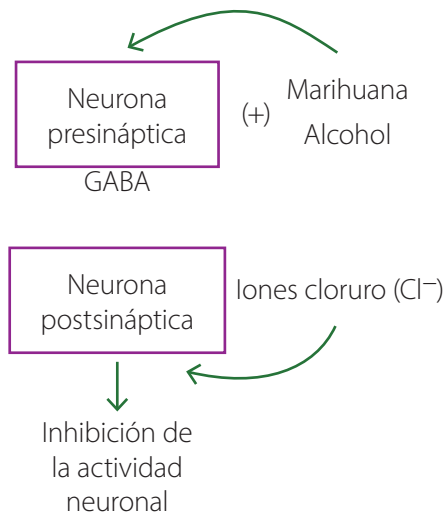 Neurona
presináptica
(+)
Marihuana
Alcohol
GABA
Neurona
postsináptica
Iones cloruro (Cl⁻)
Inhibición de
la actividad
neuronal